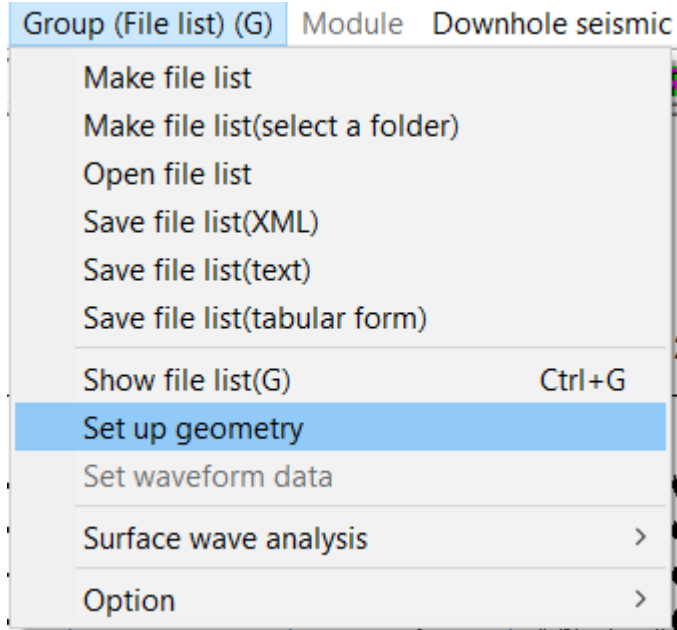 Group (File list) (G) Module Downhole seismic
Make file list
Make file list(select a folder)
Open file list
Save file list(XML)
Save file list(text)
Save file list(tabular form)
Show file list(G) Ctrl+G
Set up geometry
Set waveform data
Surface wave analysis
Option